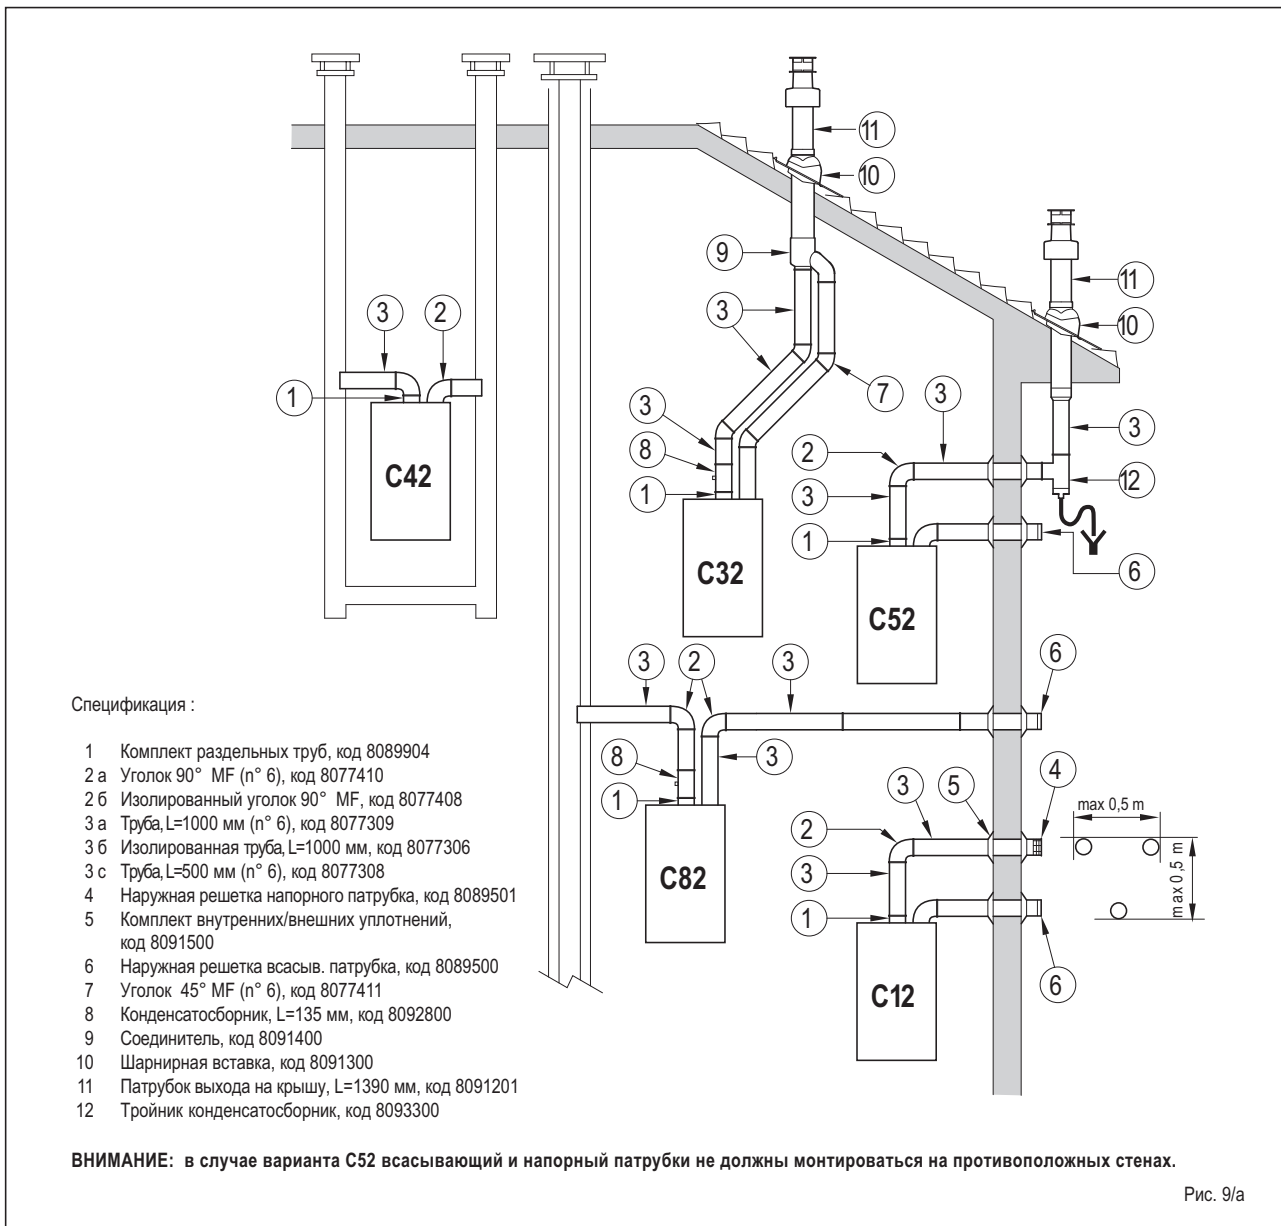 11
10
9
11
3
10
3
2
3
1
7
3
3
3
8
2
12
C42
1
3
1
C32
6
C52
3
2
3
6
Спецификация :
8
3
4
1 Комплект раздельных труб, код 8089904
3
5
max 0,5 m
2 а Уголок 90° MF (n° 6), код 8077410
1
2 б Изолированный уголок 90° MF, код 8077408
2
3 а Труба, L=1000 мм (n° 6), код 8077309
max 0,5 m
3 б Изолированная труба, L=1000 мм, код 8077306
C82
3
3 с Труба, L=500 мм (n° 6), код 8077308
4 Наружная решетка напорного патрубка, код 8089501
1
5 Комплект внутренних/внешних уплотнений,
код 8091500
6 Наружная решетка всасыв. патрубка, код 8089500
6
7 Уголок 45° MF (n° 6), код 8077411
C12
8 Конденсатосборник, L=135 мм, код 8092800
9 Соединитель, код 8091400
10 Шарнирная вставка, код 8091300
11 Патрубок выхода на крышу, L=1390 мм, код 8091201
12 Тройник конденсатосборник, код 8093300
ВНИМАНИЕ: в случае варианта C52 всасывающий и напорный патрубки не должны монтироваться на противоположных стенах.
Рис. 9/а